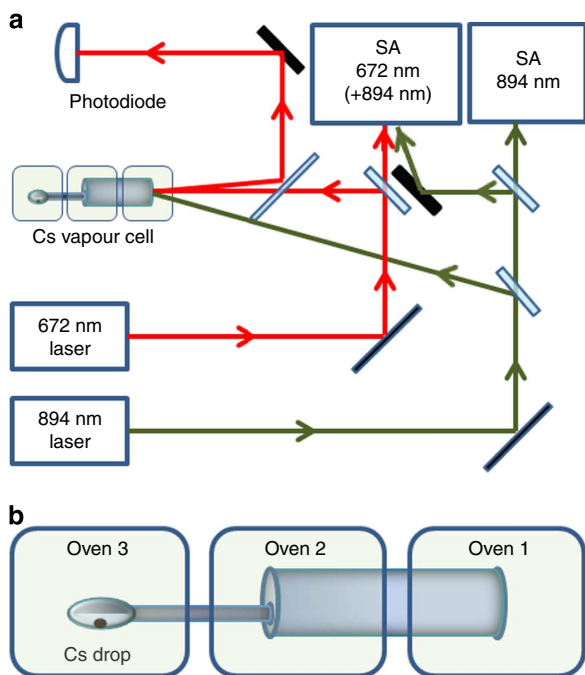 a
SA
672 nm
(+894 nm)
SA
894 nm
Photodiode
Cs vapour cell
672 nm
laser
894 nm
laser
b
Oven 3
Oven 2
Oven 1
Cs drop